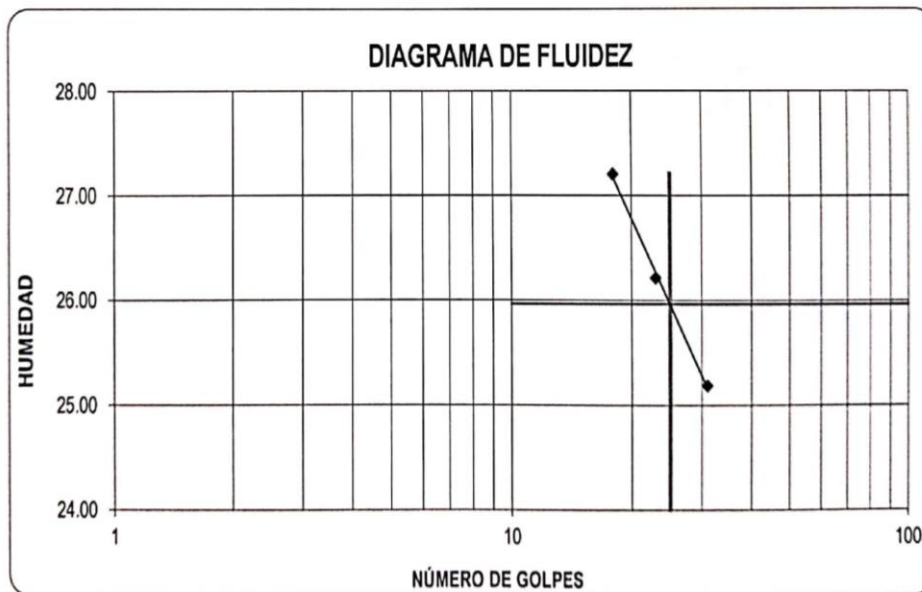 DIAGRAMA DE FLUIDEZ
28.00
27.00
26.00
25.00
24.00
HUMEDAD
1
10
100
NÚMERO DE GOLPES